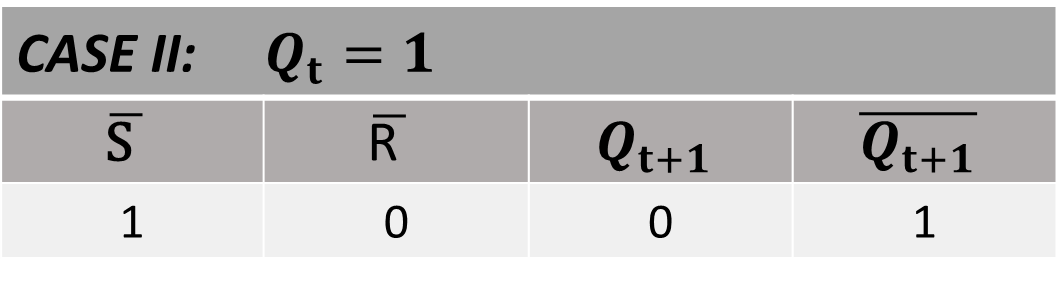 CASE II: Qₜ = 1
S̅ R̅ Qₜ₊₁ Q̅ₜ̅₊̅₁̅
1 0 0 1